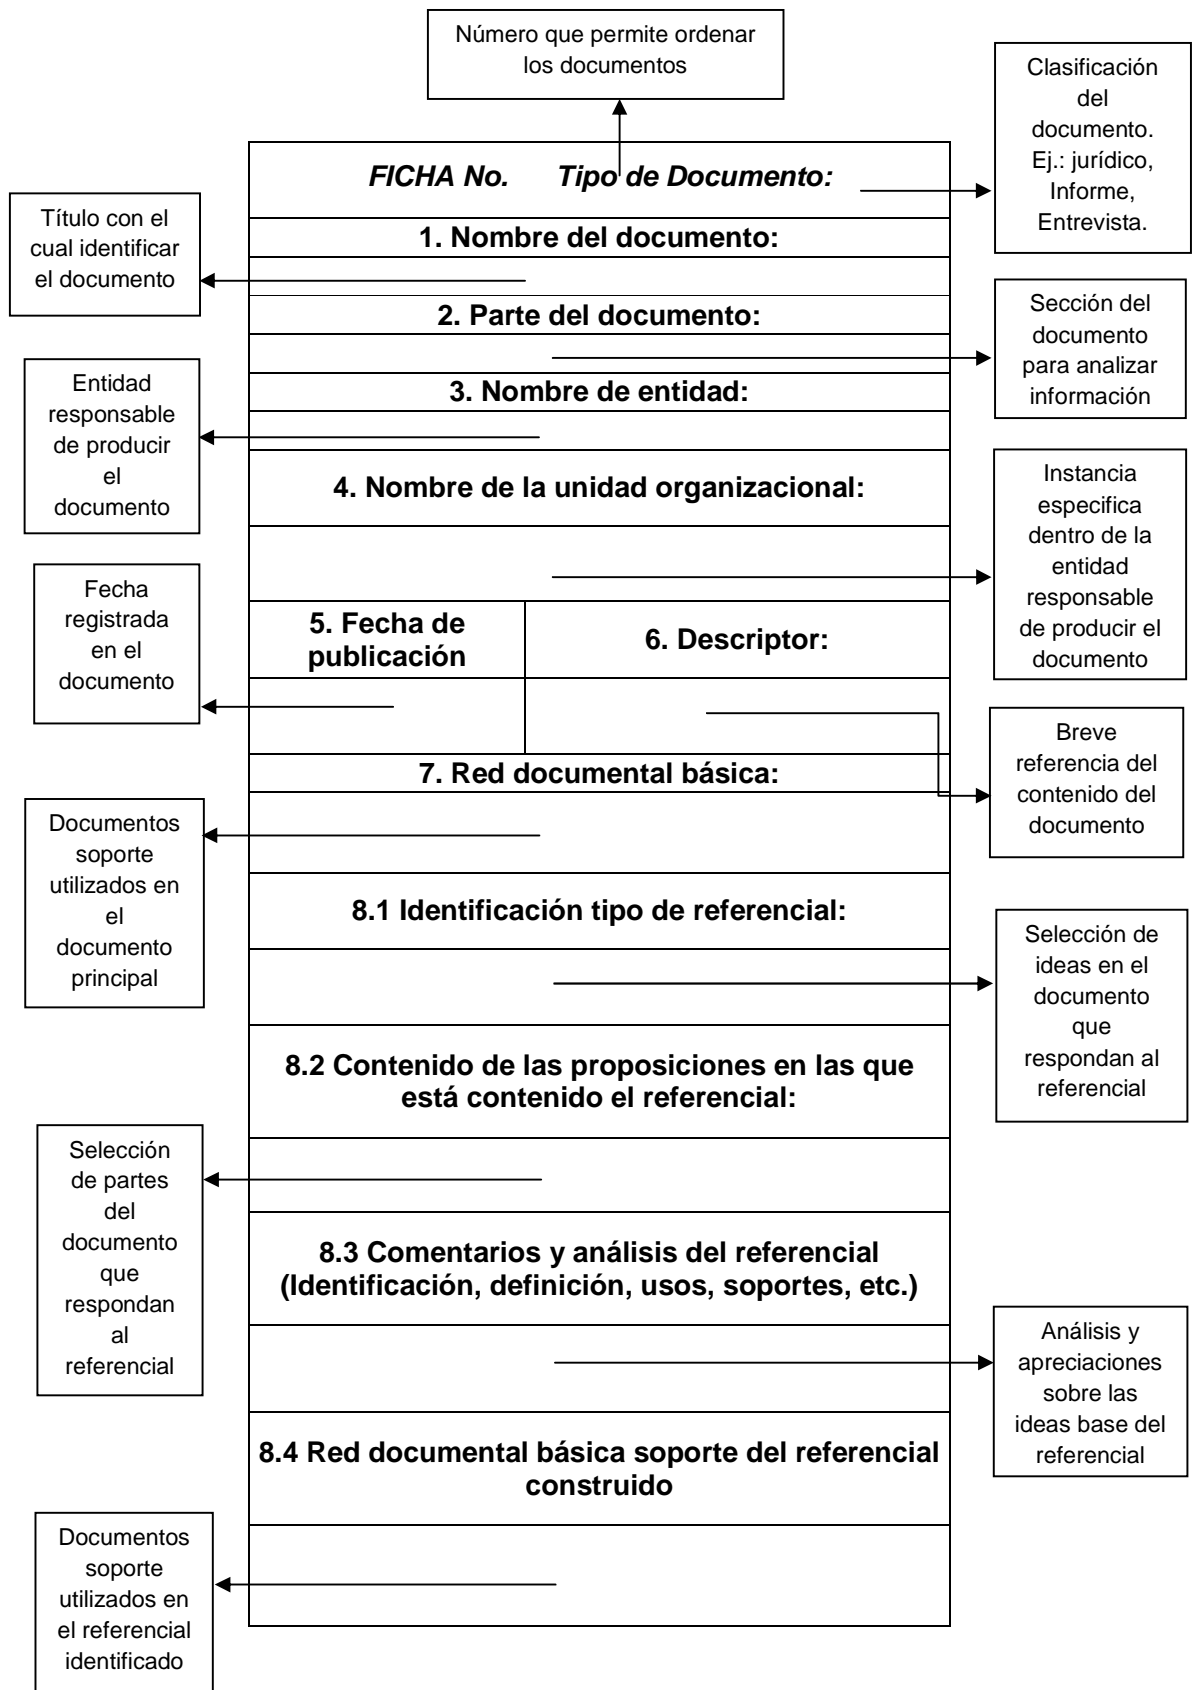 Número que permite ordenar
los documentos
Clasificación
del
documento.
Ej.: jurídico,
Informe,
Entrevista.
FICHA No. Tipo de Documento:
Título con el
cual identificar
el documento
1. Nombre del documento:
2. Parte del documento:
Sección del
documento
para analizar
información
Entidad
responsable
de producir
el
documento
3. Nombre de entidad:
4. Nombre de la unidad organizacional:
Instancia
especifica
dentro de la
entidad
responsable
de producir el
documento
Fecha
registrada
en el
documento
5. Fecha de
publicación
6. Descriptor:
Breve
referencia del
contenido del
documento
7. Red documental básica:
Documentos
soporte
utilizados en
el
documento
principal
8.1 Identificación tipo de referencial:
Selección de
ideas en el
documento
que
respondan al
referencial
8.2 Contenido de las proposiciones en las que
está contenido el referencial:
Selección
de partes
del
documento
que
respondan
al
referencial
8.3 Comentarios y análisis del referencial
(Identificación, definición, usos, soportes, etc.)
Análisis y
apreciaciones
sobre las
ideas base del
referencial
8.4 Red documental básica soporte del referencial
construido
Documentos
soporte
utilizados en
el referencial
identificado